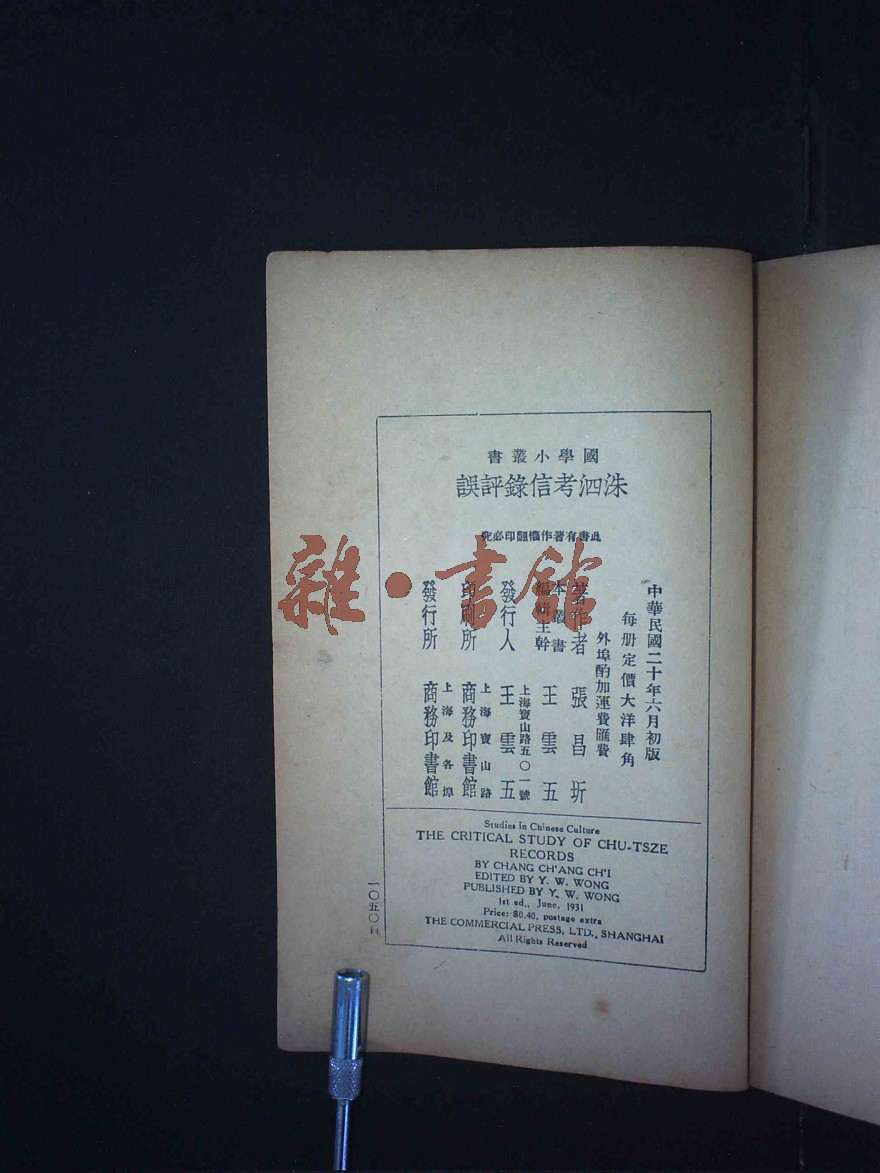 國學小叢書
洙泗考信錄評誤
此書有著作權翻印必究
中華民國二十年六月初版
每册定價大洋肆角
外埠酌加運費匯費
著作者 張昌圻
本叢書編輯主幹 王雲五
發行人 上海寶山路五〇一號 王雲五
印刷所 上海寶山路 商務印書館
發行所 上海及各埠 商務印書館
Studies in Chinese Culture
THE CRITICAL STUDY OF CHU-TSZE
RECORDS
BY CHANG CH'ANG CH'I
EDITED BY Y. W. WONG
PUBLISHED BY Y. W. WONG
1st ed., June, 1931
Price: $0.40, postage extra
THE COMMERCIAL PRESS, LTD., SHANGHAI
All Rights Reserved
雜·書館